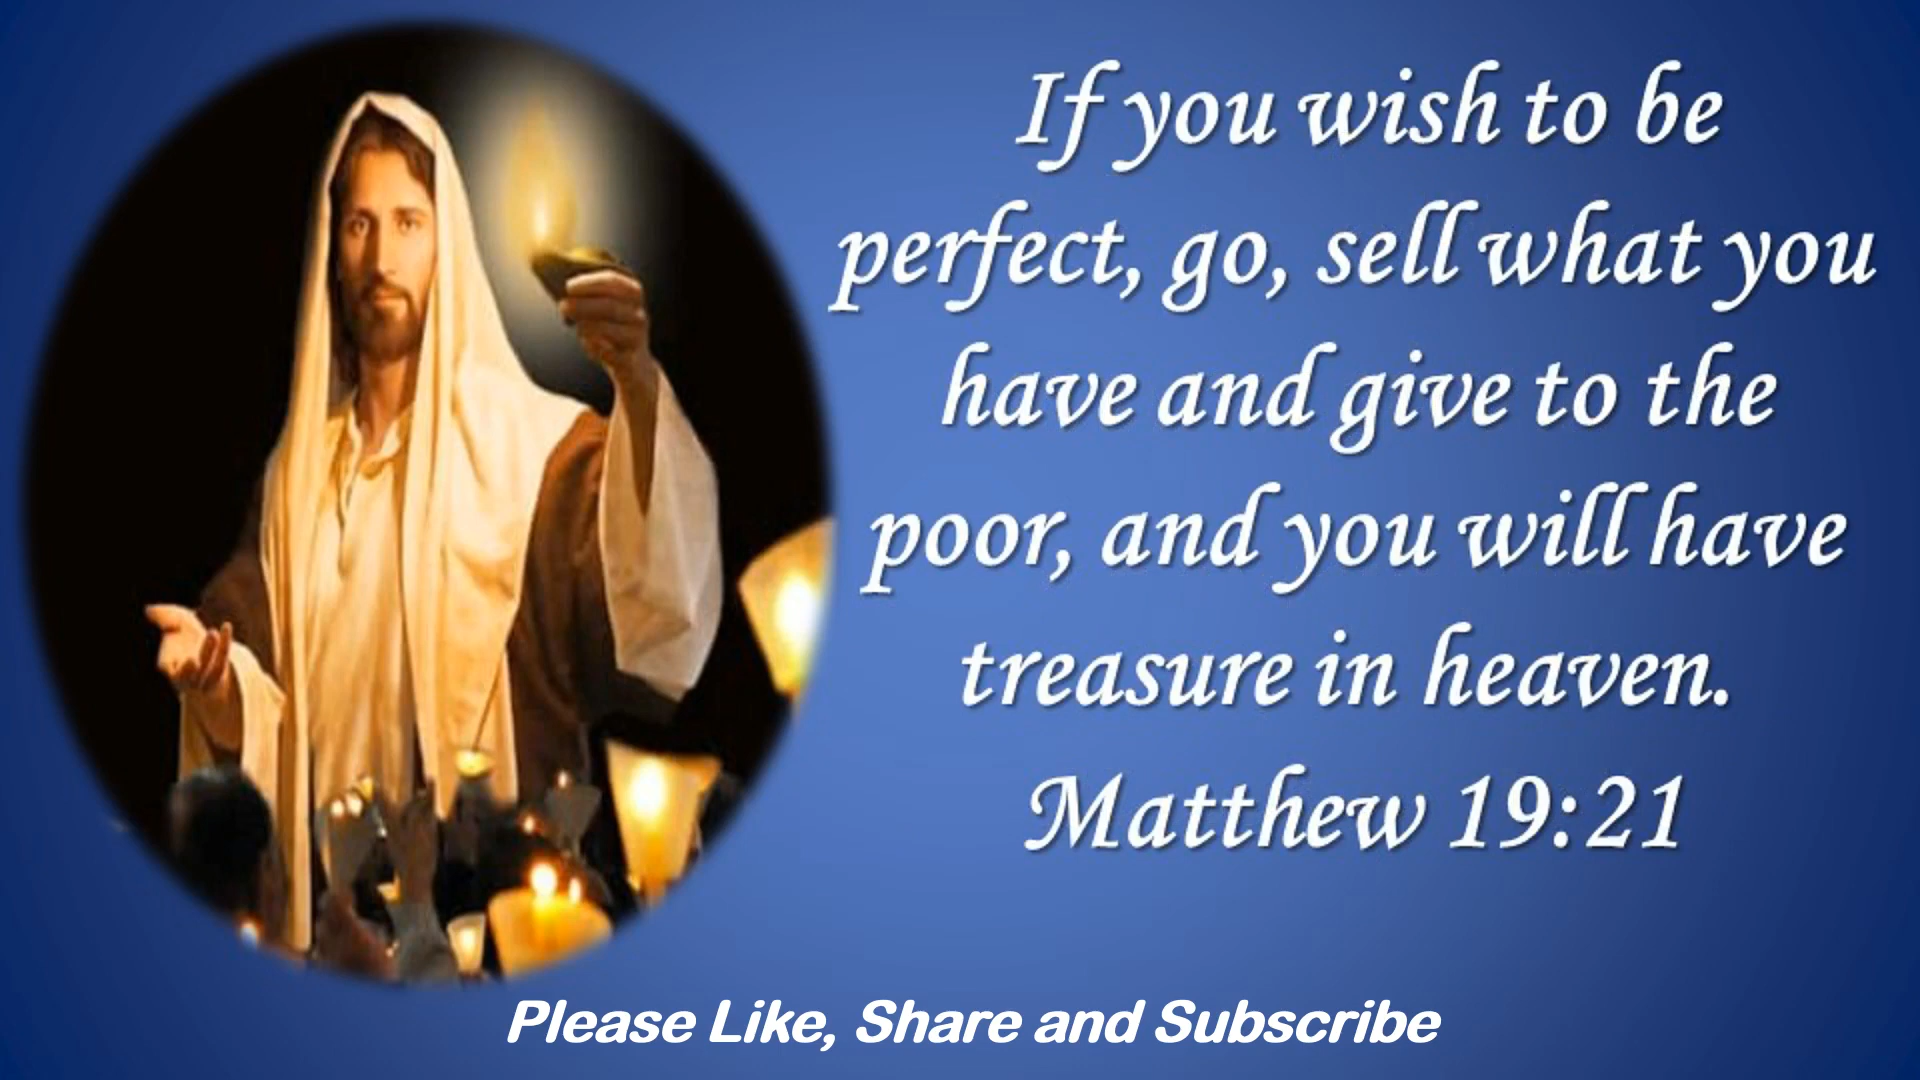 If you wish to be
perfect, go, sell what you
have and give to the
poor, and you will have
treasure in heaven.
Matthew 19:21
Please Like, Share and Subscribe